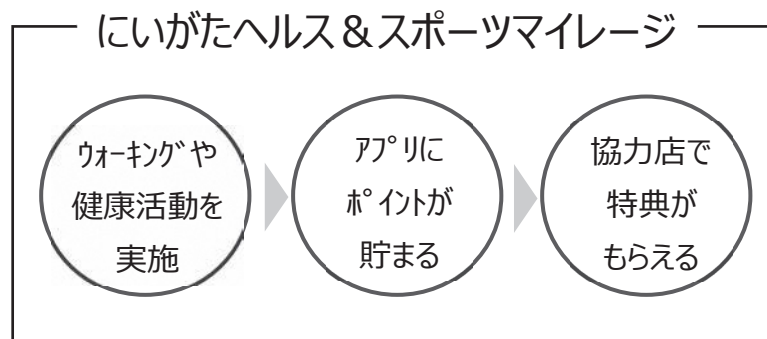 にいがたヘルス＆スポーツマイレージ
ｳｫｰｷﾝｸﾞや
健康活動を
実施
ｱﾌﾟﾘに
ﾎﾟｲﾝﾄが
貯まる
協力店で
特典が
もらえる